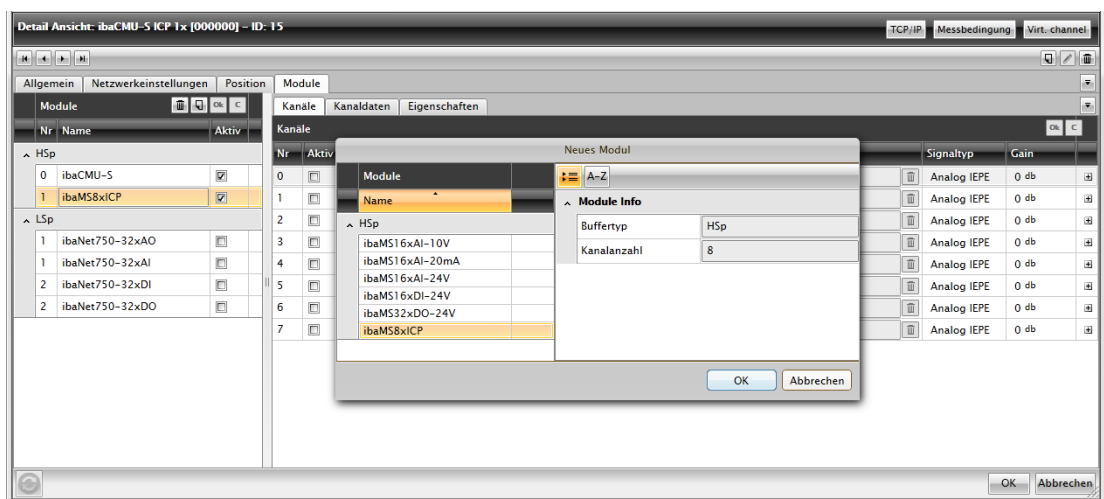 Detail Ansicht: ibaCMU-S ICP 1x [000000] – ID: 15 TCP/IP Messbedingung Virt. channel
Allgemein Netzwerkeinstellungen Position Module
Module Ok C
Kanäle Kanaldaten Eigenschaften
Nr Name Aktiv
Kanäle Ok C
HSp
0 ibaCMU-S
1 ibaMS8xICP
LSp
1 ibaNet750-32xAO
1 ibaNet750-32xAI
2 ibaNet750-32xDI
2 ibaNet750-32xDO
Nr Aktiv Signaltyp Gain
0 Analog IEPE 0 db
1 Analog IEPE 0 db
2 Analog IEPE 0 db
3 Analog IEPE 0 db
4 Analog IEPE 0 db
5 Analog IEPE 0 db
6 Analog IEPE 0 db
7 Analog IEPE 0 db
Neues Modul
Module
Name
HSp
ibaMS16xAI-10V
ibaMS16xAI-20mA
ibaMS16xAI-24V
ibaMS16xDI-24V
ibaMS32xDO-24V
ibaMS8xICP
A-Z
Module Info
Buffertyp HSp
Kanalanzahl 8
OK Abbrechen
OK Abbrechen